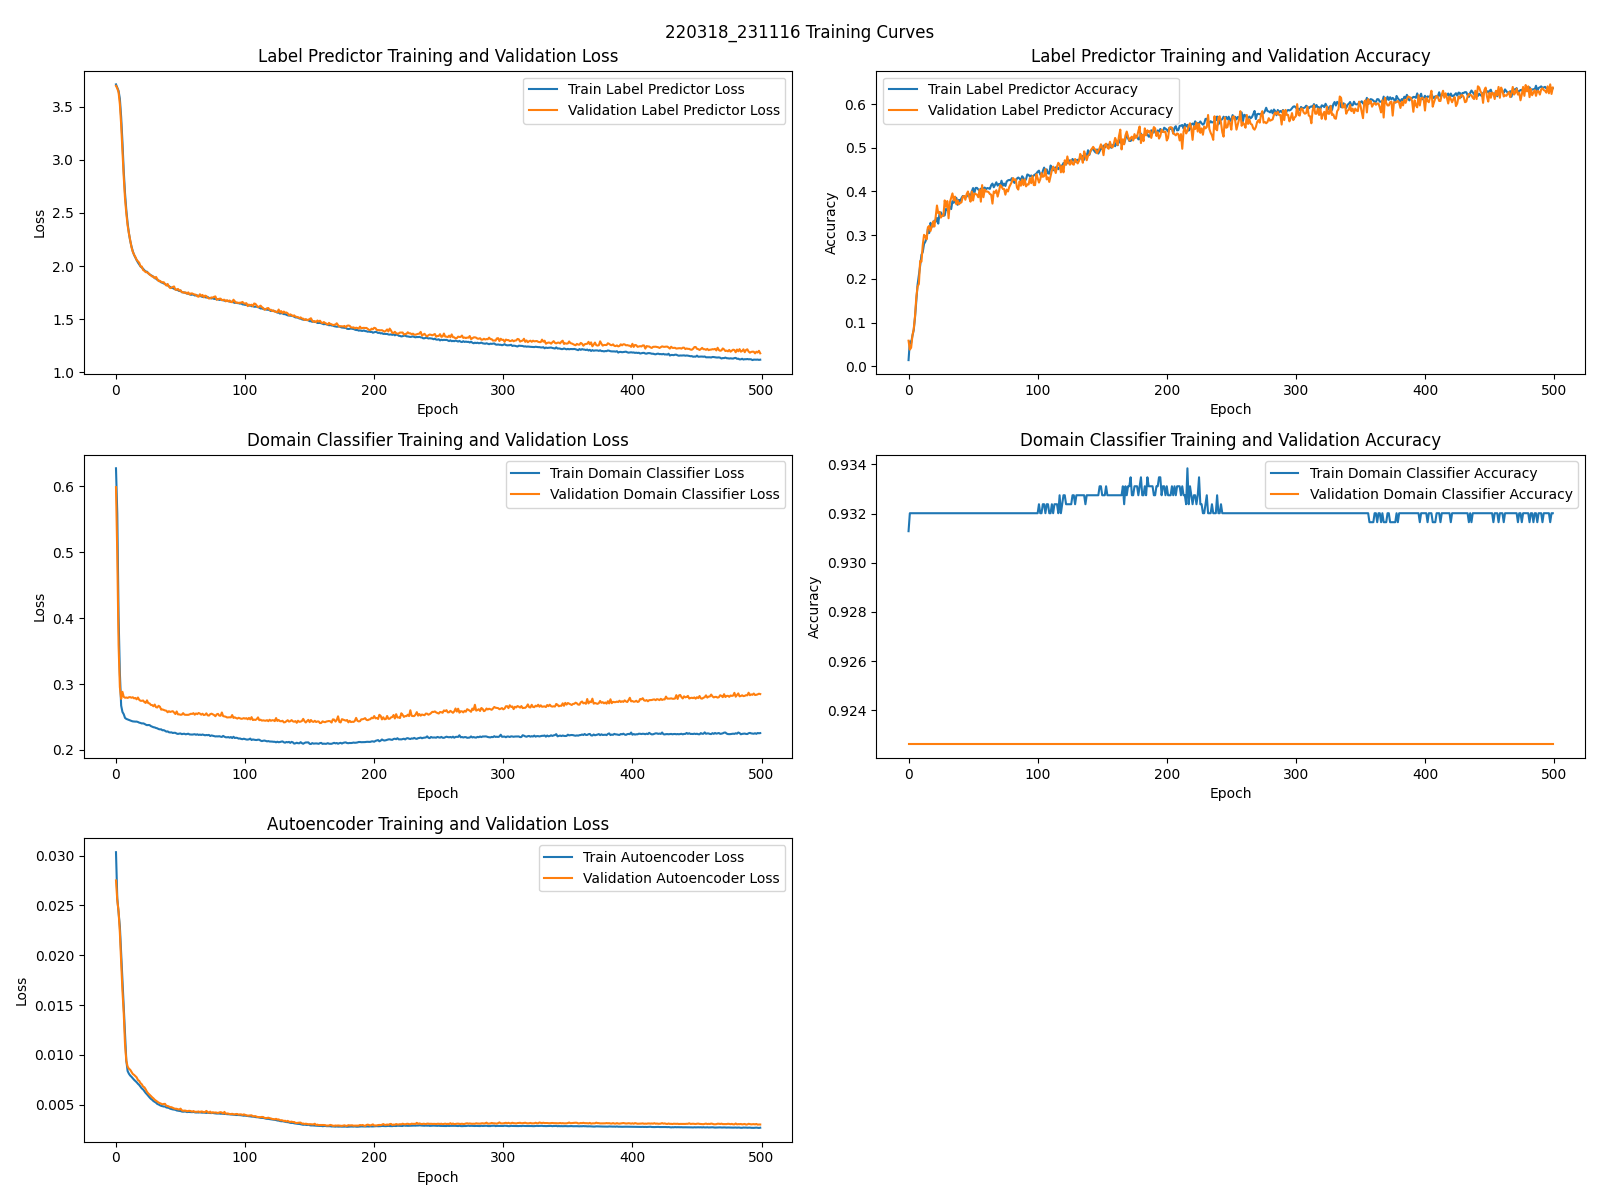 220318_231116 Training Curves
Label Predictor Training and Validation Loss
Train Label Predictor Loss
Validation Label Predictor Loss
Loss
3.5
3.0
2.5
2.0
1.5
1.0
0 100 200 300 400 500
Epoch
Label Predictor Training and Validation Accuracy
Train Label Predictor Accuracy
Validation Label Predictor Accuracy
Accuracy
0.6
0.5
0.4
0.3
0.2
0.1
0.0
0 100 200 300 400 500
Epoch
Domain Classifier Training and Validation Loss
Train Domain Classifier Loss
Validation Domain Classifier Loss
Loss
0.6
0.5
0.4
0.3
0.2
0 100 200 300 400 500
Epoch
Domain Classifier Training and Validation Accuracy
Train Domain Classifier Accuracy
Validation Domain Classifier Accuracy
Accuracy
0.934
0.932
0.930
0.928
0.926
0.924
0 100 200 300 400 500
Epoch
Autoencoder Training and Validation Loss
Train Autoencoder Loss
Validation Autoencoder Loss
Loss
0.030
0.025
0.020
0.015
0.010
0.005
0 100 200 300 400 500
Epoch